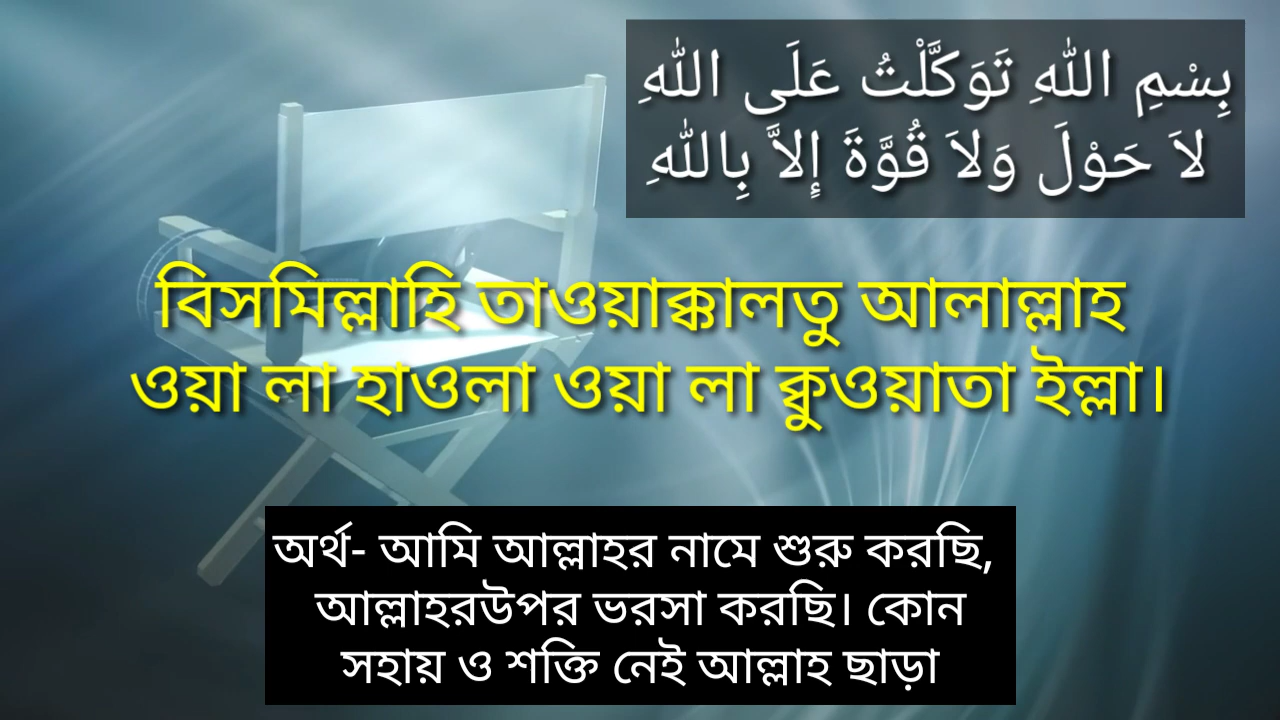 بِسْمِ اللهِ تَوَكَّلْتُ عَلَى اللهِ
لاَ حَوْلَ وَلاَ قُوَّةَ إِلاَّ بِاللهِ
বিসমিল্লাহি তাওয়াক্কালতু আলাল্লাহ
ওয়া লা হাওলা ওয়া লা ক্বুওয়াতা ইল্লা।
অর্থ- আমি আল্লাহর নামে শুরু করছি,
আল্লাহরউপর ভরসা করছি। কোন
সহায় ও শক্তি নেই আল্লাহ ছাড়া